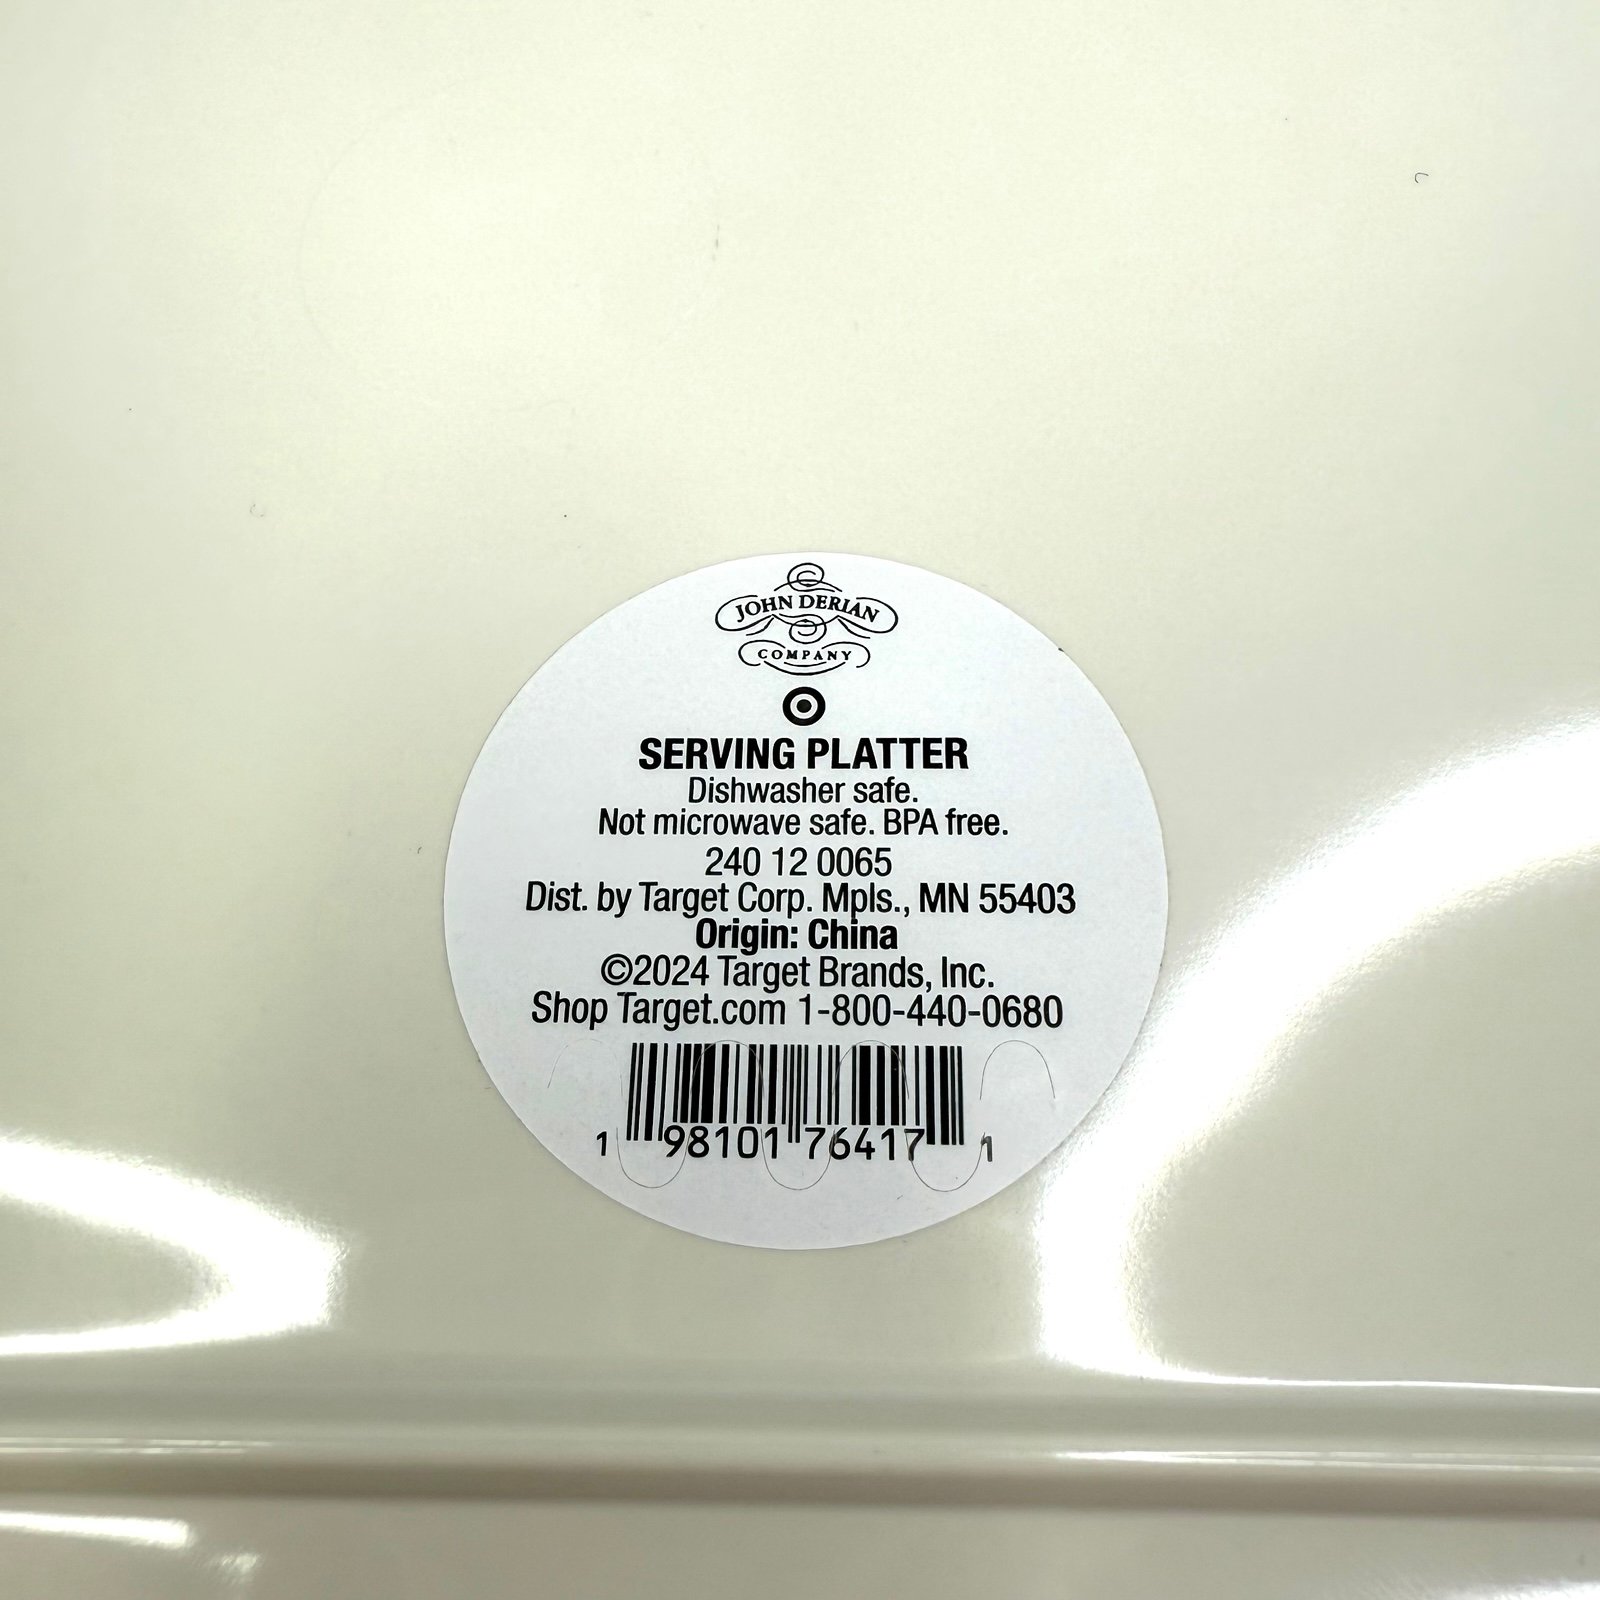 JOHN DERIAN
COMPANY
SERVING PLATTER
Dishwasher safe.
Not microwave safe. BPA free.
240 12 0065
Dist. by Target Corp. Mpls., MN 55403
Origin: China
©2024 Target Brands, Inc.
Shop Target.com 1-800-440-0680
1 98101 76417 1